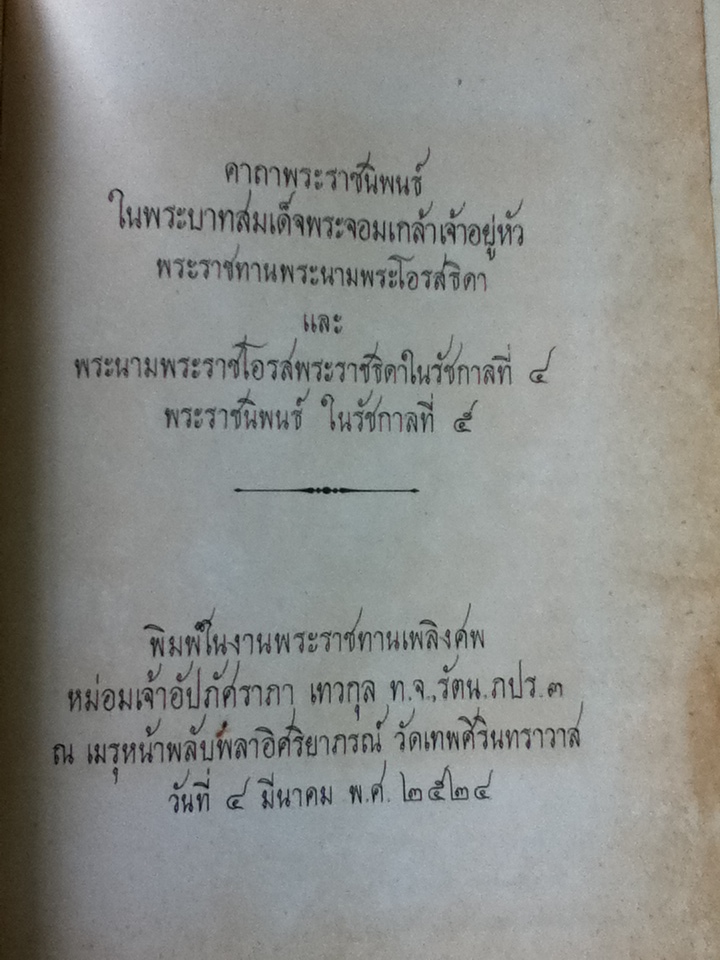 คาถาพระราชนิพนธ์
ในพระบาทสมเด็จพระจอมเกล้าเจ้าอยู่หัว
พระราชทานพระนามพระโอรสธิดา
และ
พระนามพระราชโอรสพระราชธิดาในรัชกาลที่ ๔
พระราชนิพนธ์ ในรัชกาลที่ ๕
พิมพ์ในงานพระราชทานเพลิงศพ
หม่อมเจ้าอัปภัศราภา เทวกุล ท.จ.,รัตน.ภปร.๓
ณ เมรุหน้าพลับพลาอิศริยาภรณ์ วัดเทพศิรินทราวาส
วันที่ ๔ มีนาคม พ.ศ. ๒๕๒๔